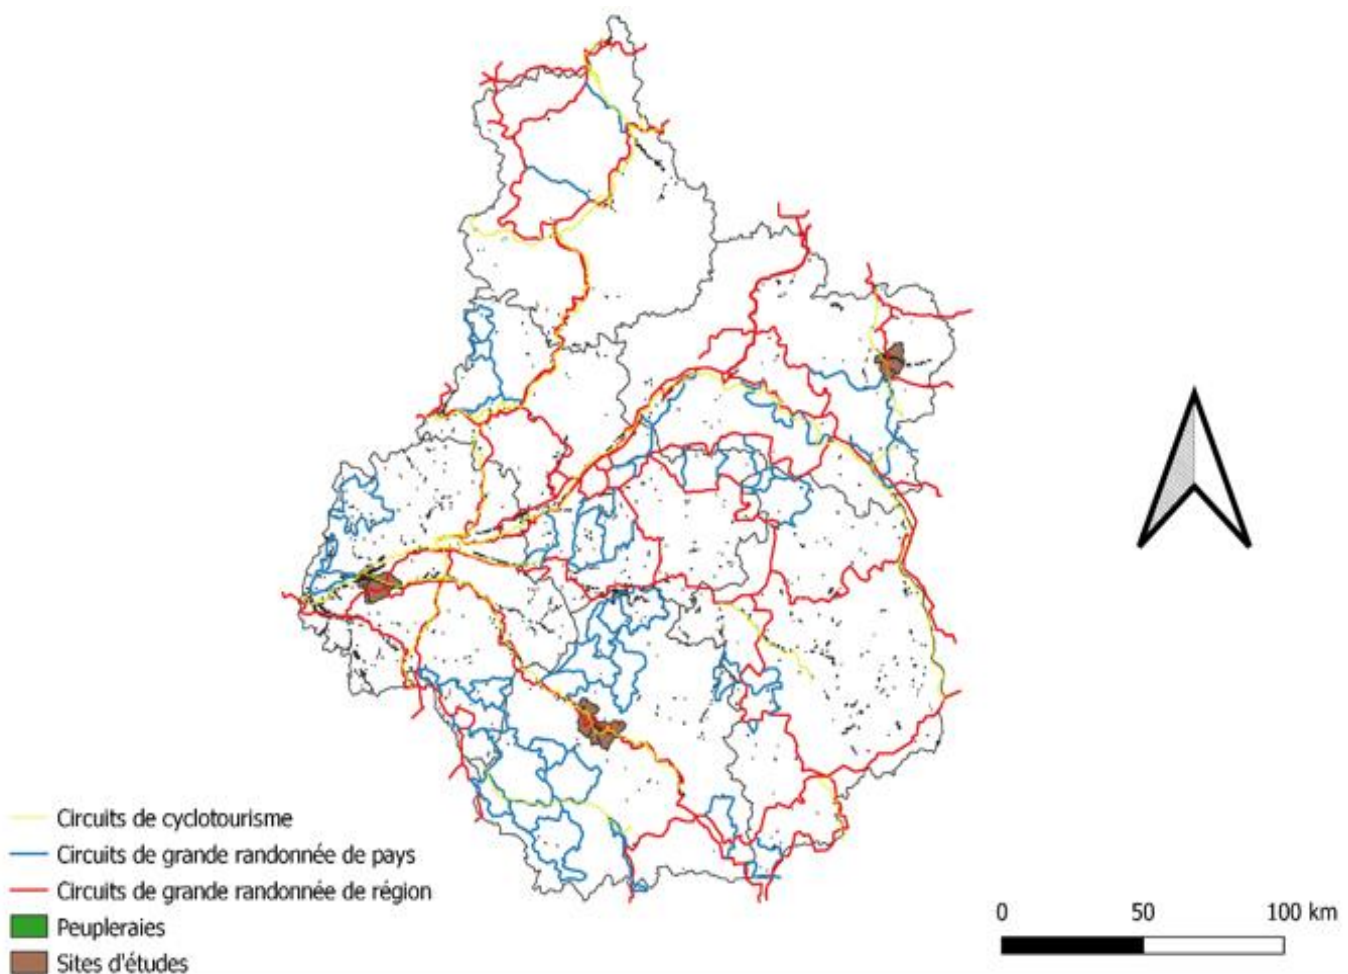 Circuits de cyclotourisme
Circuits de grande randonnée de pays
Circuits de grande randonnée de région
Peupleraies
Sites d'études
0 50 100 km